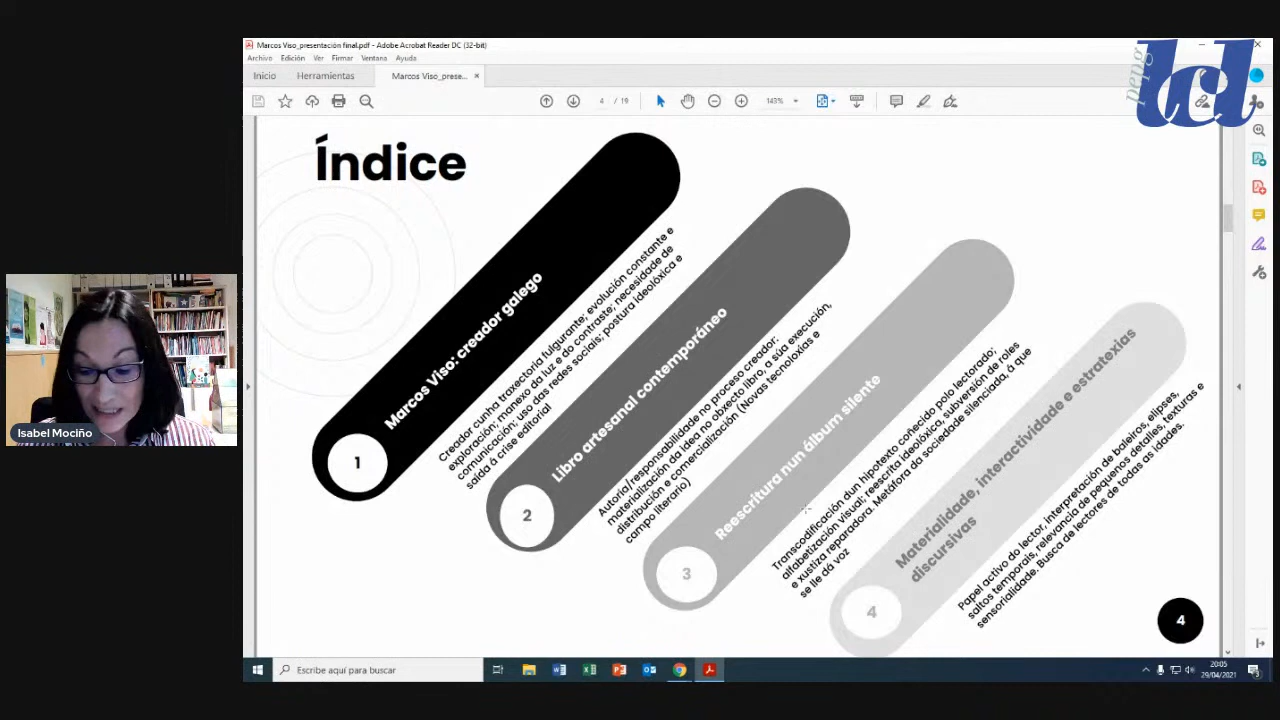 Marcos Viso_presentación final.pdf - Adobe Acrobat Reader DC (32-bit)
Archivo Edición Ver Firmar Ventana Ayuda
Inicio Herramientas Marcos Viso_prese... ×
4 / 19 143%
peng
lcd
Índice
1
Marcos Viso: creador galego
Creador cunha traxectoria fulgurante; evolución constante e
exploración; manexo da luz e do contraste; necesidade de
comunicación; uso das redes sociais; postura ideolóxica e
saída á crise editorial
2
Libro artesanal contemporáneo
Autoría/responsabilidade no proceso creador:
materialización da idea no obxecto libro, a súa execución,
distribución e comercialización (Novas tecnoloxías e
campo literario)
3
Reescritura nun álbum silente
Transcodificación dun hipotexto coñecido polo lectorado;
alfabetización visual; reescrita ideolóxica, subversión de roles
e xustiza reparadora. Metáfora da sociedade silenciada, á que
se lle dá voz
4
Materialidade, interactividade e estratexias
discursivas
Papel activo do lector, interpretación de baleiros, elipses,
saltos temporais, relevancia de pequenos detalles, texturas e
sensorialidade. Busca de lectores de todas as idades.
4
Isabel Mociño
Escribe aquí para buscar
20:05
29/04/2021